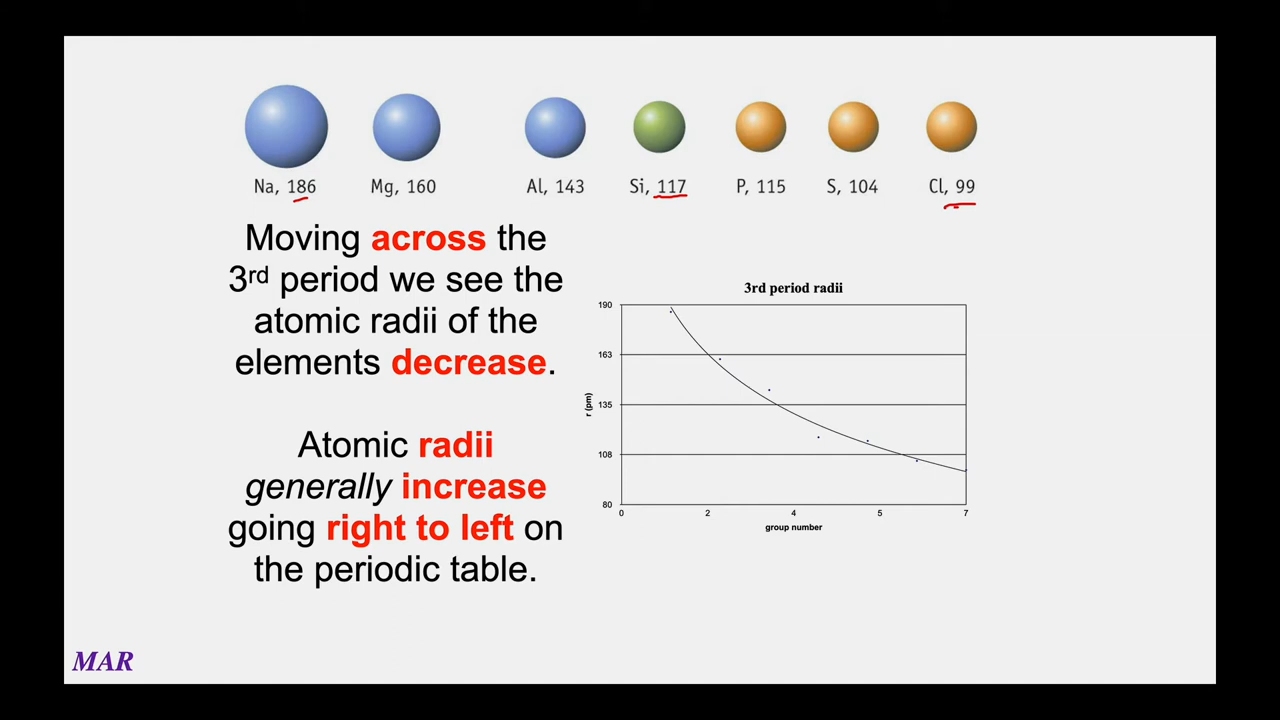 Na, 186 Mg, 160 Al, 143 Si, 117 P, 115 S, 104 Cl, 99
Moving across the
3rd period we see the
atomic radii of the
elements decrease.
Atomic radii
generally increase
going right to left on
the periodic table.
3rd period radii
190
163
135
108
80
r (pm)
0 2 4 5 7
group number
MAR